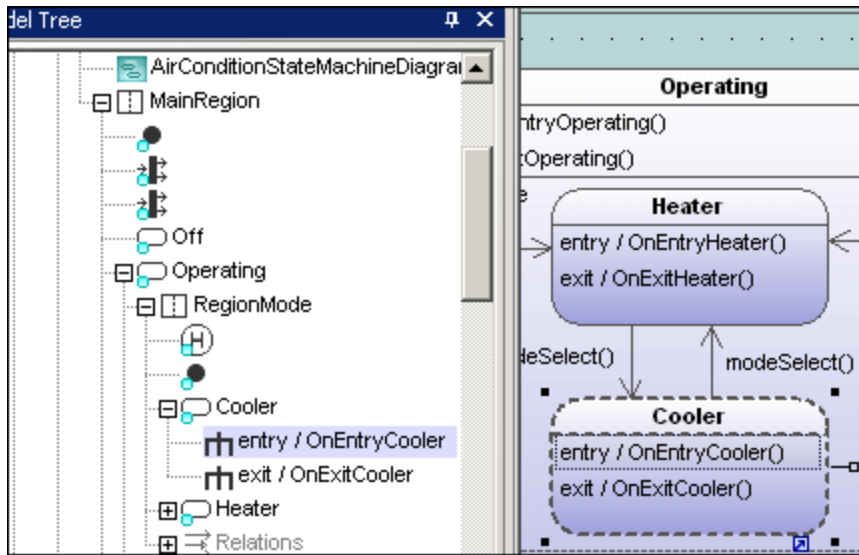 del Tree
AirConditionStateMachineDiagra
MainRegion
Off
Operating
RegionMode
H
Cooler
entry / OnEntryCooler
exit / OnExitCooler
Heater
Relations
Operating
ntryOperating()
tOperating()
e
Heater
entry / OnEntryHeater()
exit / OnExitHeater()
deSelect()
modeSelect()
Cooler
entry / OnEntryCooler()
exit / OnExitCooler()